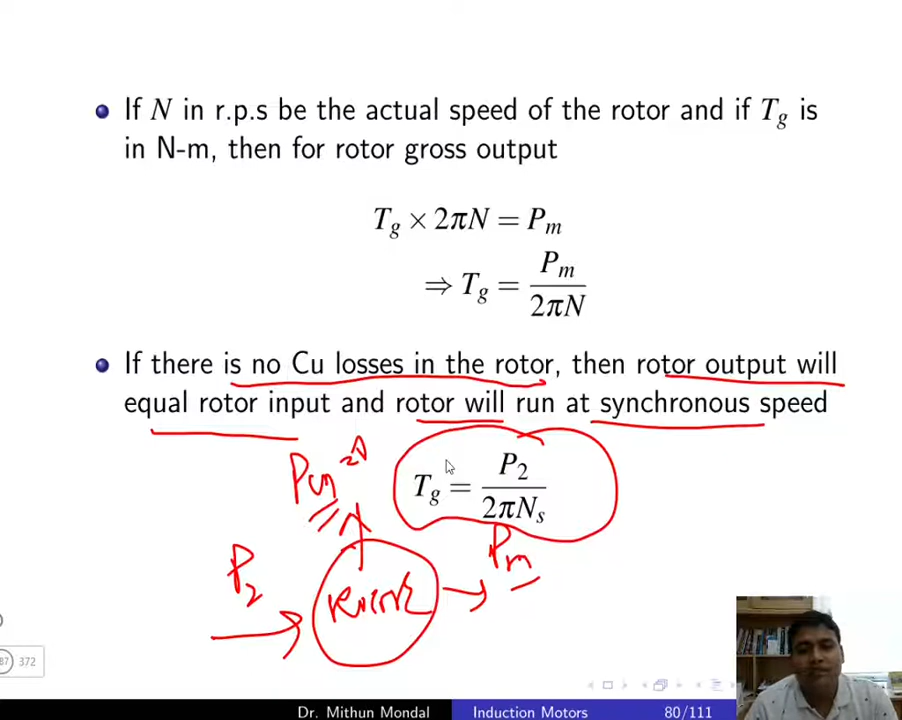 If N in r.p.s be the actual speed of the rotor and if T_g is
in N-m, then for rotor gross output
T_g × 2πN = P_m
⇒ T_g = P_m / 2πN
If there is no Cu losses in the rotor, then rotor output will
equal rotor input and rotor will run at synchronous speed
T_g = P_2 / 2πN_s
P_m
P_2
372
Dr. Mithun Mondal
Induction Motors
80/111